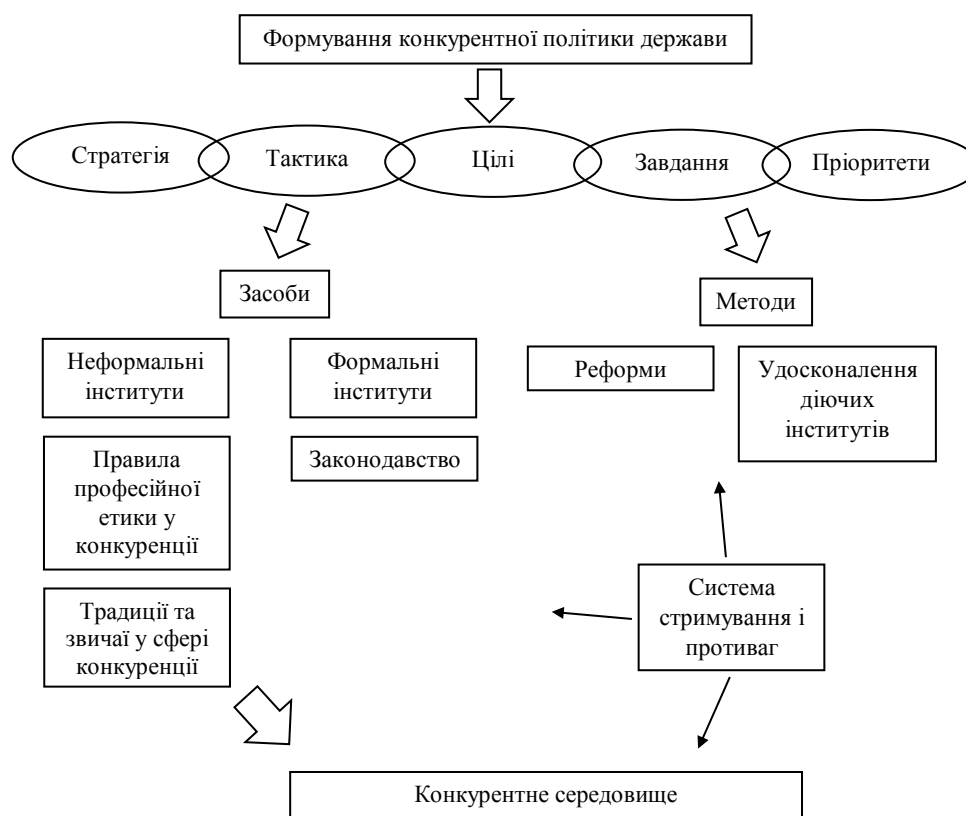 Формування конкурентної політики держави
Стратегія
Тактика
Цілі
Завдання
Пріоритети
Засоби
Методи
Неформальні
інститути
Формальні
інститути
Реформи
Удосконалення
діючих
інститутів
Правила
професійної
етики у
конкуренції
Законодавство
Традиції та
звичаї у сфері
конкуренції
Система
стримування і
противаг
Конкурентне середовище